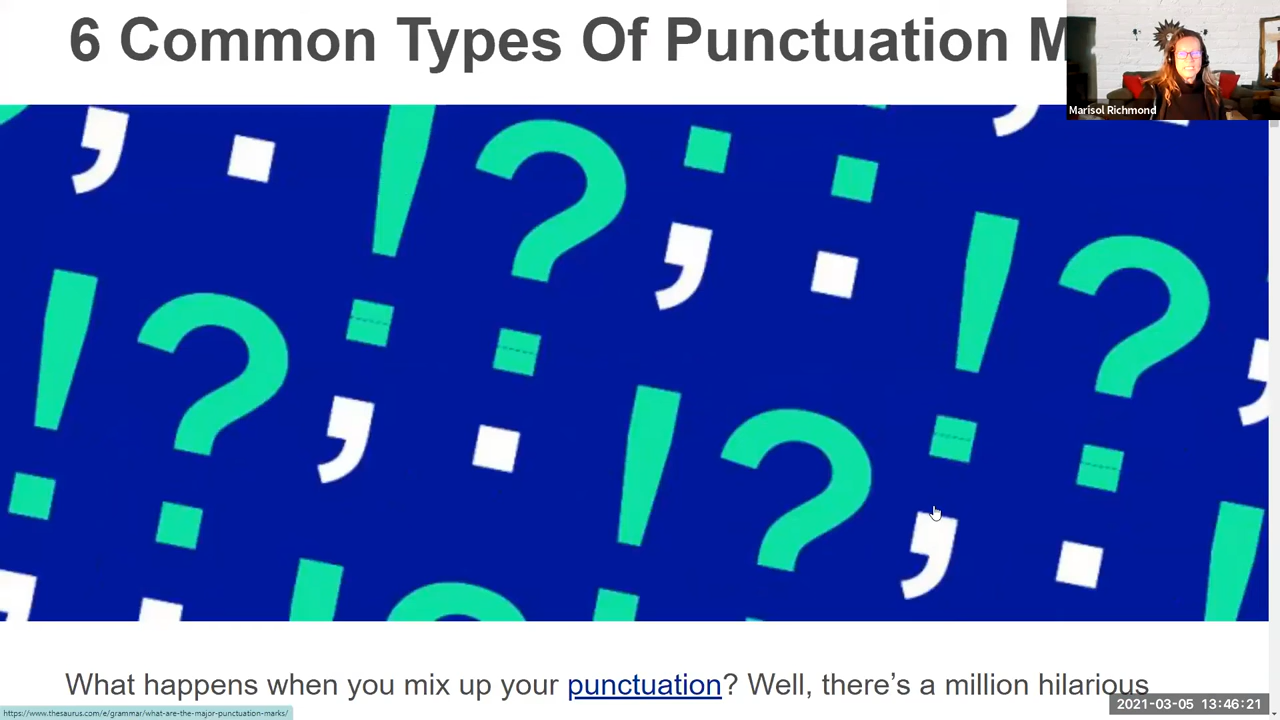 6 Common Types Of Punctuation M
Marisol Richmond
What happens when you mix up your punctuation? Well, there’s a million hilarious
2021-03-05 13:46:21
https://www.thesaurus.com/e/grammar/what-are-the-major-punctuation-marks/